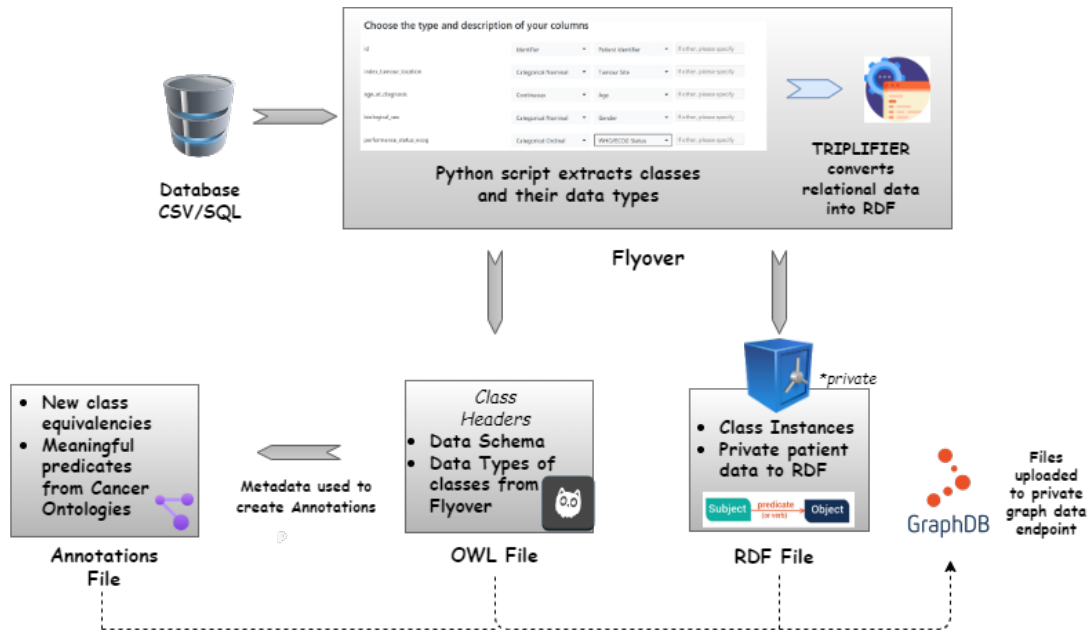 Choose the type and description of your columns
id Identifier Patient Identifier If other, please specify
index_tumour_location Categorical Nominal Tumour Site If other, please specify
age_at_diagnosis Continuous Age If other, please specify
biological_sex Categorical Nominal Gender If other, please specify
performance_status_ecog Categorical Ordinal WHO/ECOG Status If other, please specify
Python script extracts classes
and their data types
TRIPLIFIER
converts
relational data
into RDF
Database
CSV/SQL
Flyover
• New class
equivalencies
• Meaningful
predicates
from Cancer
Ontologies
Annotations
File
Metadata used to
create Annotations
P
Class
Headers
• Data Schema
• Data Types of
classes from
Flyover
OWL File
*private
• Class Instances
• Private patient
data to RDF
Subject predicate Object
(or verb)
RDF File
GraphDB
Files
uploaded
to private
graph data
endpoint